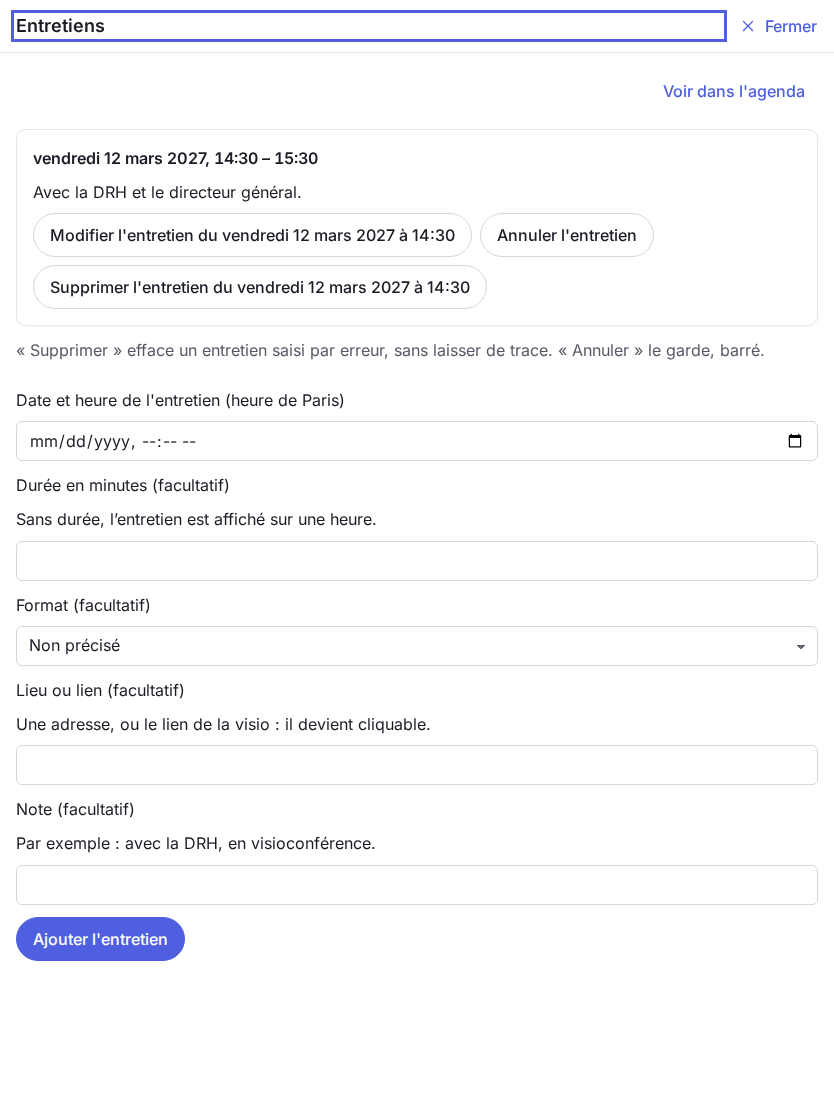 Entretiens
Fermer
Voir dans l'agenda
vendredi 12 mars 2027, 14:30 – 15:30
Avec la DRH et le directeur général.
Modifier l'entretien du vendredi 12 mars 2027 à 14:30
Annuler l'entretien
Supprimer l'entretien du vendredi 12 mars 2027 à 14:30
« Supprimer » efface un entretien saisi par erreur, sans laisser de trace. « Annuler » le garde, barré.
Date et heure de l'entretien (heure de Paris)
mm/dd/yyyy, --:-- --
Durée en minutes (facultatif)
Sans durée, l’entretien est affiché sur une heure.
Format (facultatif)
Non précisé
Lieu ou lien (facultatif)
Une adresse, ou le lien de la visio : il devient cliquable.
Note (facultatif)
Par exemple : avec la DRH, en visioconférence.
Ajouter l'entretien